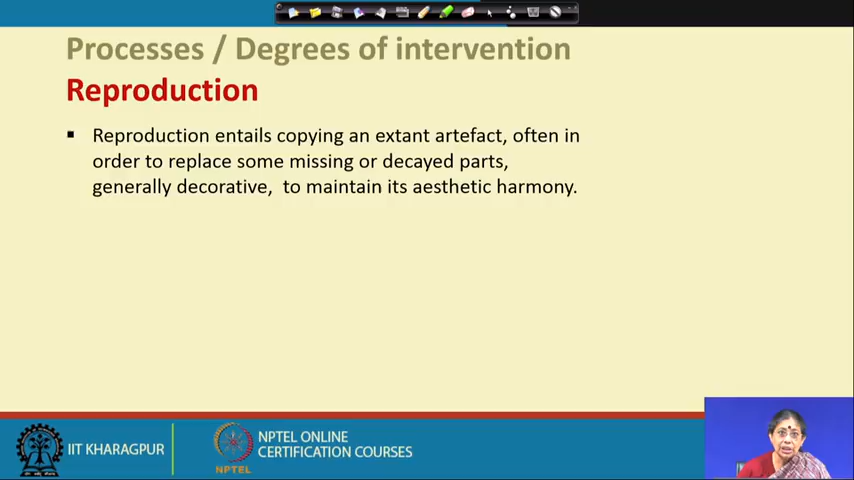 Processes / Degrees of intervention
Reproduction
▪ Reproduction entails copying an extant artefact, often in
order to replace some missing or decayed parts,
generally decorative, to maintain its aesthetic harmony.
IIT KHARAGPUR
NPTEL
NPTEL ONLINE
CERTIFICATION COURSES